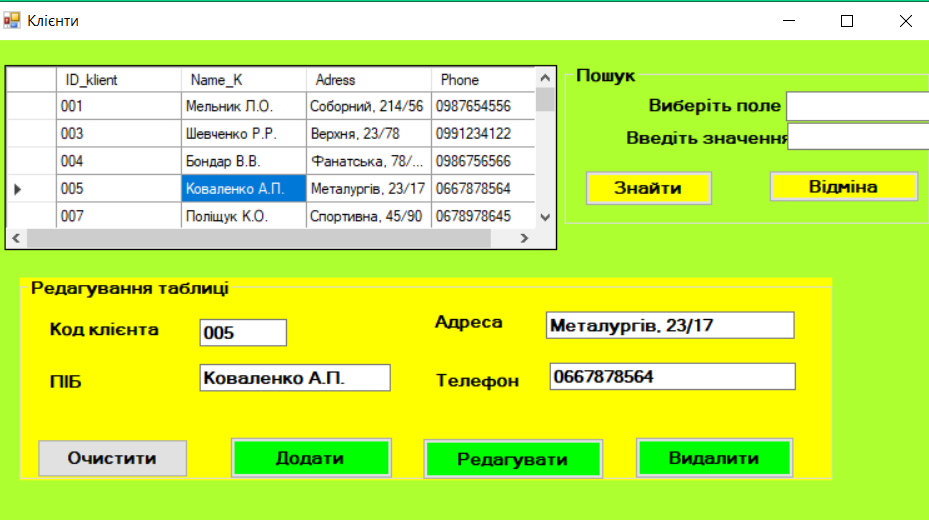 Клієнти
ID_klient Name_K Adress Phone
001 Мельник Л.О. Соборний, 214/56 0987654556
003 Шевченко Р.Р. Верхня, 23/78 0991234122
004 Бондар В.В. Фанатська, 78/... 0986756566
005 Коваленко А.П. Металургів, 23/17 0667878564
007 Поліщук К.О. Спортивна, 45/90 0678978645
Пошук
Виберіть поле
Введіть значення
Знайти Відміна
Редагування таблиці
Код клієнта 005 Адреса Металургів, 23/17
ПІБ Коваленко А.П. Телефон 0667878564
Очистити Додати Редагувати Видалити